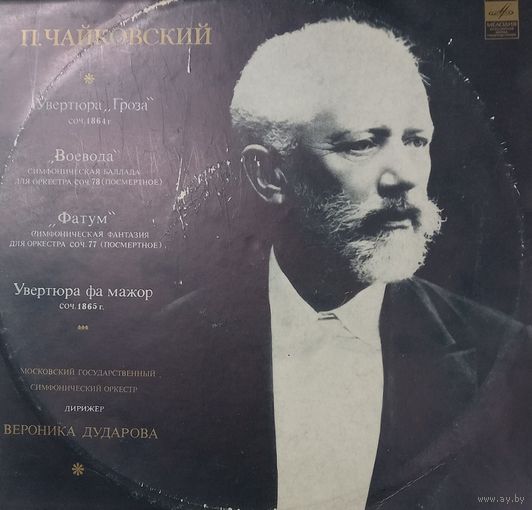 П. ЧАЙКОВСКИЙ
МЕЛОДИЯ
Увертюра „Гроза“
СОЧ. 1864 г.
„Воевода“
СИМФОНИЧЕСКАЯ БАЛЛАДА
ДЛЯ ОРКЕСТРА СОЧ. 78 (ПОСМЕРТНОЕ)
„Фатум“
СИМФОНИЧЕСКАЯ ФАНТАЗИЯ
ДЛЯ ОРКЕСТРА СОЧ. 77 (ПОСМЕРТНОЕ)
Увертюра фа мажор
СОЧ. 1865 г.
МОСКОВСКИЙ ГОСУДАРСТВЕННЫЙ
СИМФОНИЧЕСКИЙ ОРКЕСТР
ДИРИЖЕР
ВЕРОНИКА ДУДАРОВА
www.ay.by